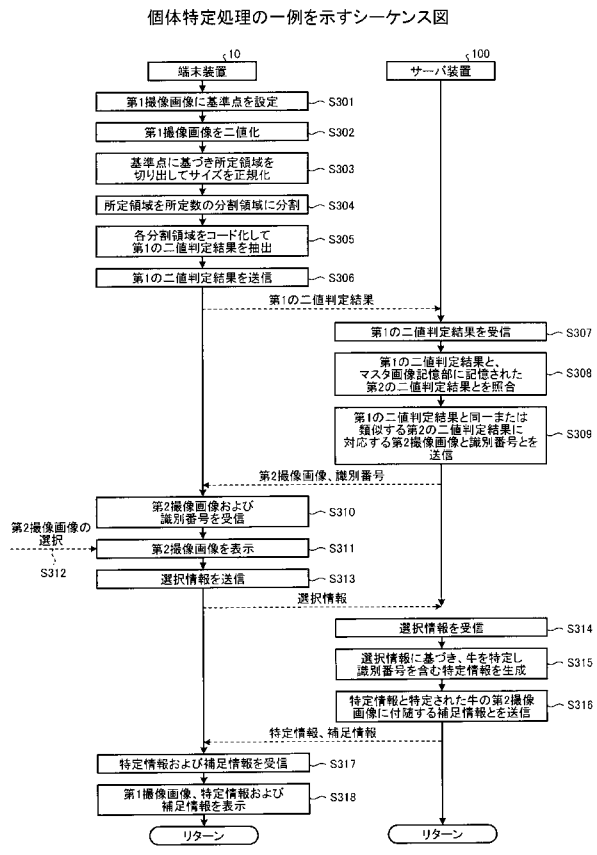 個体特定処理の一例を示すシーケンス図
10
端末装置
100
サーバ装置
第1撮像画像に基準点を設定
S301
第1撮像画像を二値化
S302
基準点に基づき所定領域を
切り出してサイズを正規化
S303
所定領域を所定数の分割領域に分割
S304
各分割領域をコード化して
第1の二値判定結果を抽出
S305
第1の二値判定結果を送信
S306
第1の二値判定結果
第1の二値判定結果を受信
S307
第1の二値判定結果と、
マスタ画像記憶部に記憶された
第2の二値判定結果とを照合
S308
第1の二値判定結果と同一または
類似する第2の二値判定結果に
対応する第2撮像画像と識別番号とを
送信
S309
第2撮像画像、識別番号
第2撮像画像および
識別番号を受信
S310
第2撮像画像の
選択
S312
第2撮像画像を表示
S311
選択情報を送信
S313
選択情報
選択情報を受信
S314
選択情報に基づき、牛を特定し
識別番号を含む特定情報を生成
S315
特定情報と特定された牛の第2撮像
画像に付随する補足情報とを送信
S316
特定情報、補足情報
特定情報および補足情報を受信
S317
第1撮像画像、特定情報および
補足情報を表示
S318
リターン
リターン